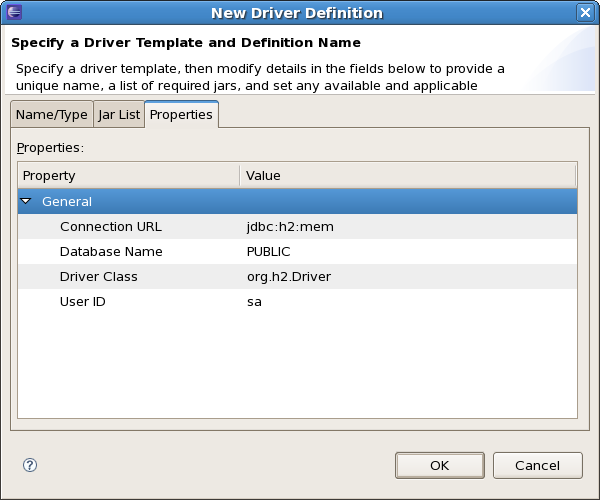 New Driver Definition
Specify a Driver Template and Definition Name
Specify a driver template, then modify details in the fields below to provide a
unique name, a list of required jars, and set any available and applicable
Name/Type Jar List Properties
Properties:
Property Value
General
Connection URL jdbc:h2:mem
Database Name PUBLIC
Driver Class org.h2.Driver
User ID sa
? OK Cancel